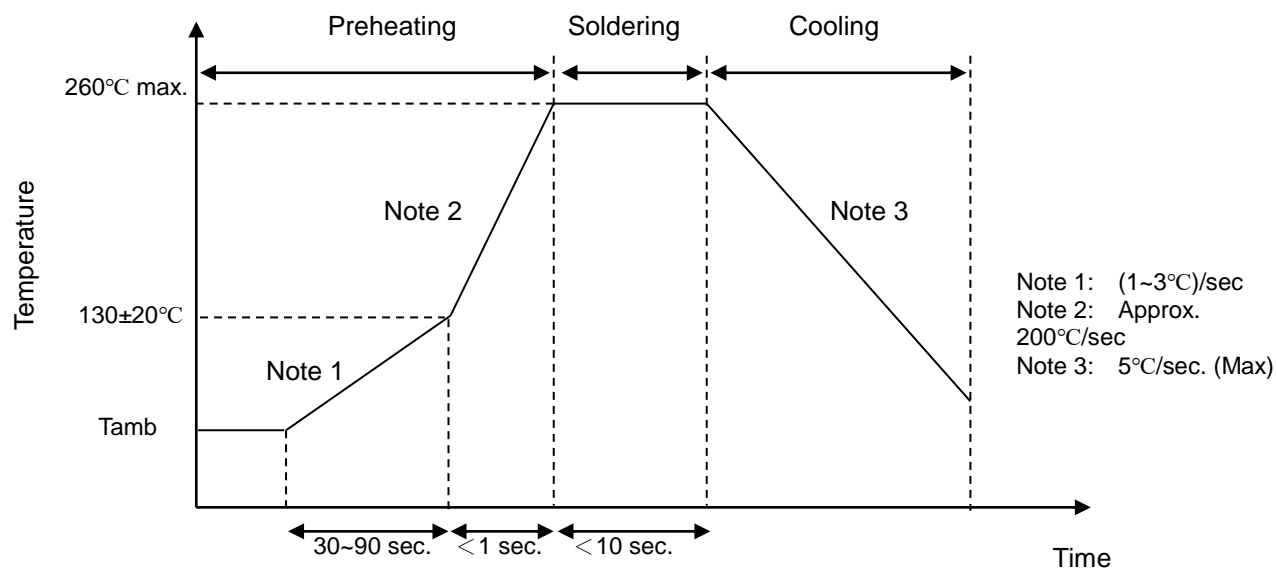 Preheating
Soldering
Cooling
260℃ max.
Temperature
Note 2
Note 3
130±20℃
Note 1
Tamb
Note 1: (1~3℃)/sec
Note 2: Approx.
200℃/sec
Note 3: 5℃/sec. (Max)
30~90 sec.
＜1 sec.
＜10 sec.
Time